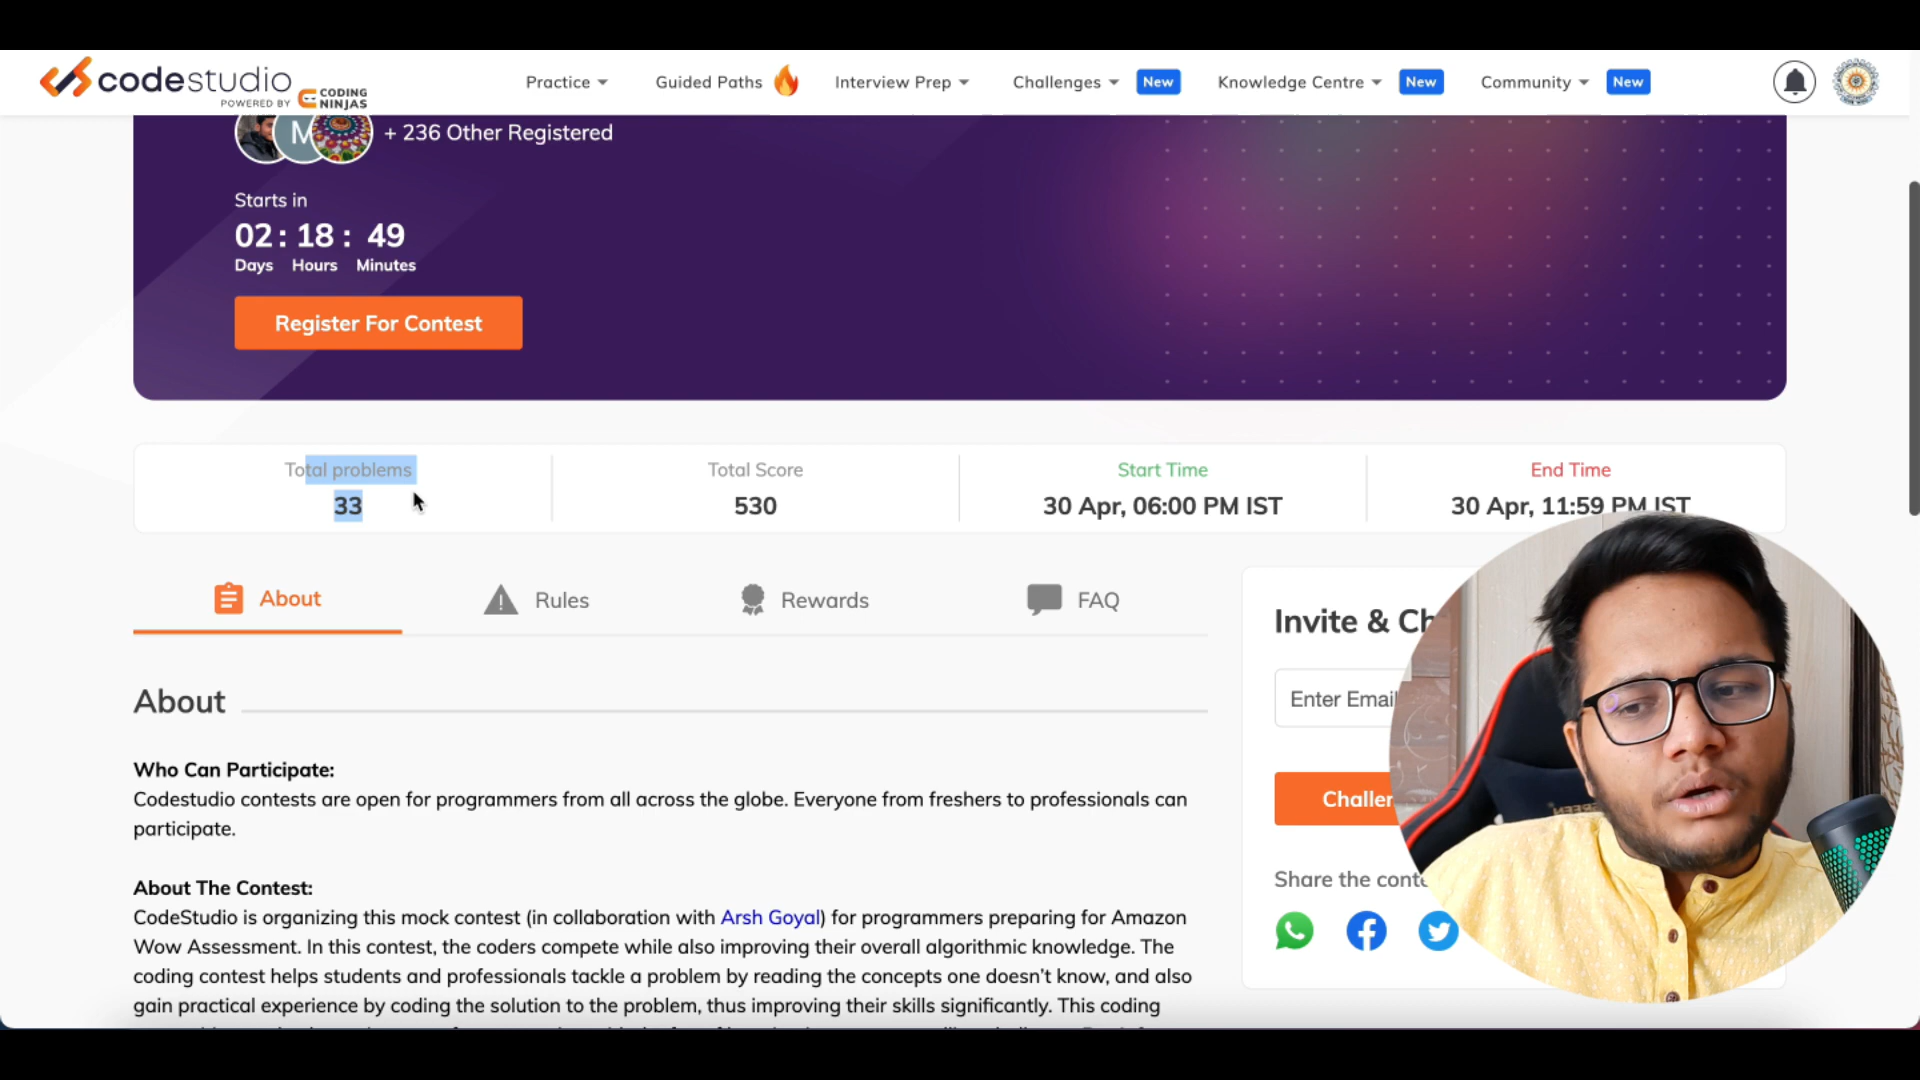 codestudio
POWERED BY CODING NINJAS
Practice
Guided Paths
Interview Prep
Challenges
New
Knowledge Centre
New
Community
New
M
+ 236 Other Registered
Starts in
02 : 18 : 49
Days Hours Minutes
Register For Contest
Total problems
33
Total Score
530
Start Time
30 Apr, 06:00 PM IST
End Time
30 Apr, 11:59 PM IST
About
Rules
Rewards
FAQ
Invite & Ch
Enter Email
Challen
Share the conte
About
Who Can Participate:
Codestudio contests are open for programmers from all across the globe. Everyone from freshers to professionals can
participate.
About The Contest:
CodeStudio is organizing this mock contest (in collaboration with Arsh Goyal) for programmers preparing for Amazon
Wow Assessment. In this contest, the coders compete while also improving their overall algorithmic knowledge. The
coding contest helps students and professionals tackle a problem by reading the concepts one doesn't know, and also
gain practical experience by coding the solution to the problem, thus improving their skills significantly. This coding